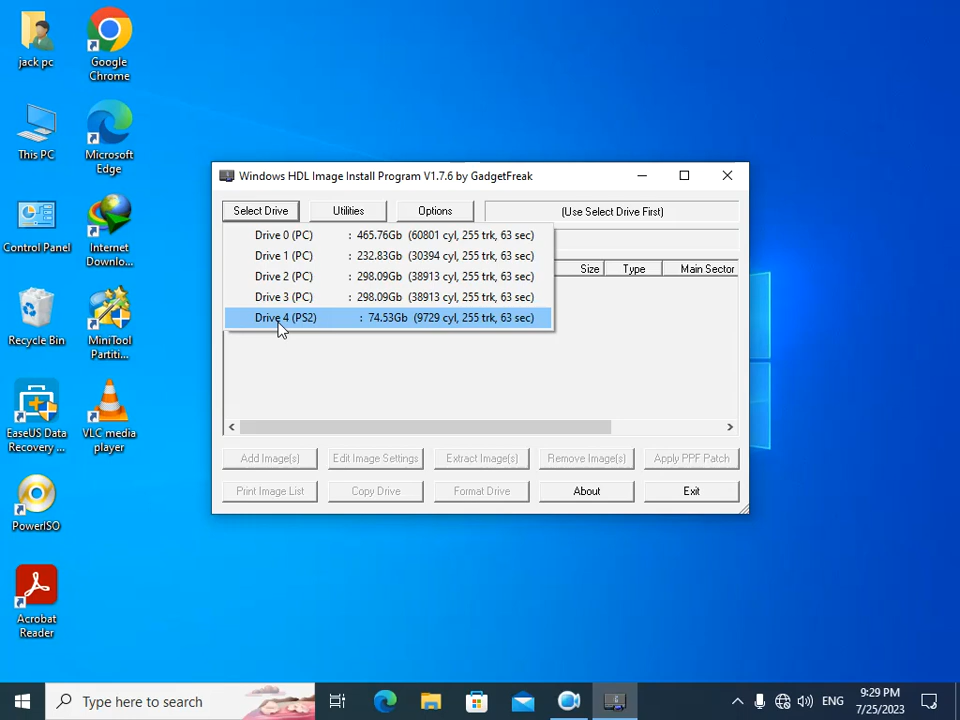 jack pc
Google
Chrome
This PC
Microsoft
Edge
Control Panel
Internet
Downlo...
Recycle Bin
MiniTool
Partiti...
EaseUS Data
Recovery ...
VLC media
player
PowerISO
Acrobat
Reader
Windows HDL Image Install Program V1.7.6 by GadgetFreak
Select Drive
Utilities
Options
(Use Select Drive First)
Drive 0 (PC) : 465.76Gb (60801 cyl, 255 trk, 63 sec)
Drive 1 (PC) : 232.83Gb (30394 cyl, 255 trk, 63 sec)
Drive 2 (PC) : 298.09Gb (38913 cyl, 255 trk, 63 sec)
Drive 3 (PC) : 298.09Gb (38913 cyl, 255 trk, 63 sec)
Drive 4 (PS2) : 74.53Gb (9729 cyl, 255 trk, 63 sec)
Size Type Main Sector
Add Image(s) Edit Image Settings Extract Image(s) Remove Image(s) Apply PPF Patch
Print Image List Copy Drive Format Drive About Exit
Type here to search
ENG
9:29 PM
7/25/2023